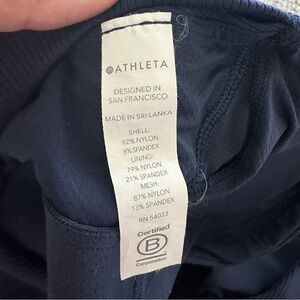 ATHLETA
DESIGNED IN
SAN FRANCISCO
MADE IN SRI LANKA
SHELL:
92% NYLON
8% SPANDEX
LINING:
79% NYLON
21% SPANDEX
MESH:
87% NYLON
13% SPANDEX
RN 54023
Certified
B
Corporation